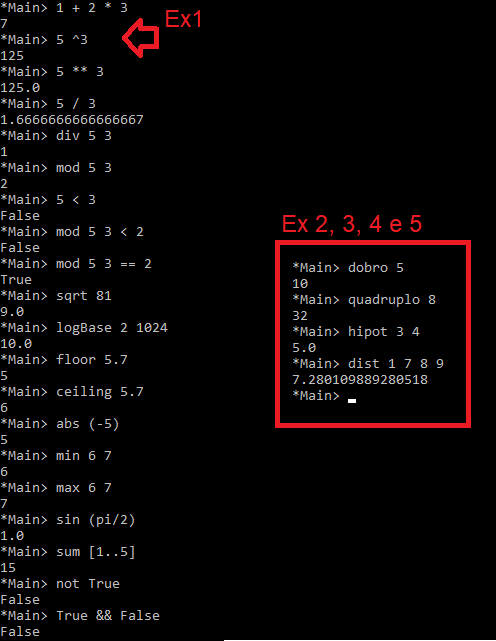 *Main> 1 + 2 * 3
7
*Main> 5 ^3
125
*Main> 5 ** 3
125.0
*Main> 5 / 3
1.6666666666666667
*Main> div 5 3
1
*Main> mod 5 3
2
*Main> 5 < 3
False
*Main> mod 5 3 < 2
False
*Main> mod 5 3 == 2
True
*Main> sqrt 81
9.0
*Main> logBase 2 1024
10.0
*Main> floor 5.7
5
*Main> ceiling 5.7
6
*Main> abs (-5)
5
*Main> min 6 7
6
*Main> max 6 7
7
*Main> sin (pi/2)
1.0
*Main> sum [1..5]
15
*Main> not True
False
*Main> True && False
False
Ex1
Ex 2, 3, 4 e 5
*Main> dobro 5
10
*Main> quadruplo 8
32
*Main> hipot 3 4
5.0
*Main> dist 1 7 8 9
7.280109889280518
*Main>